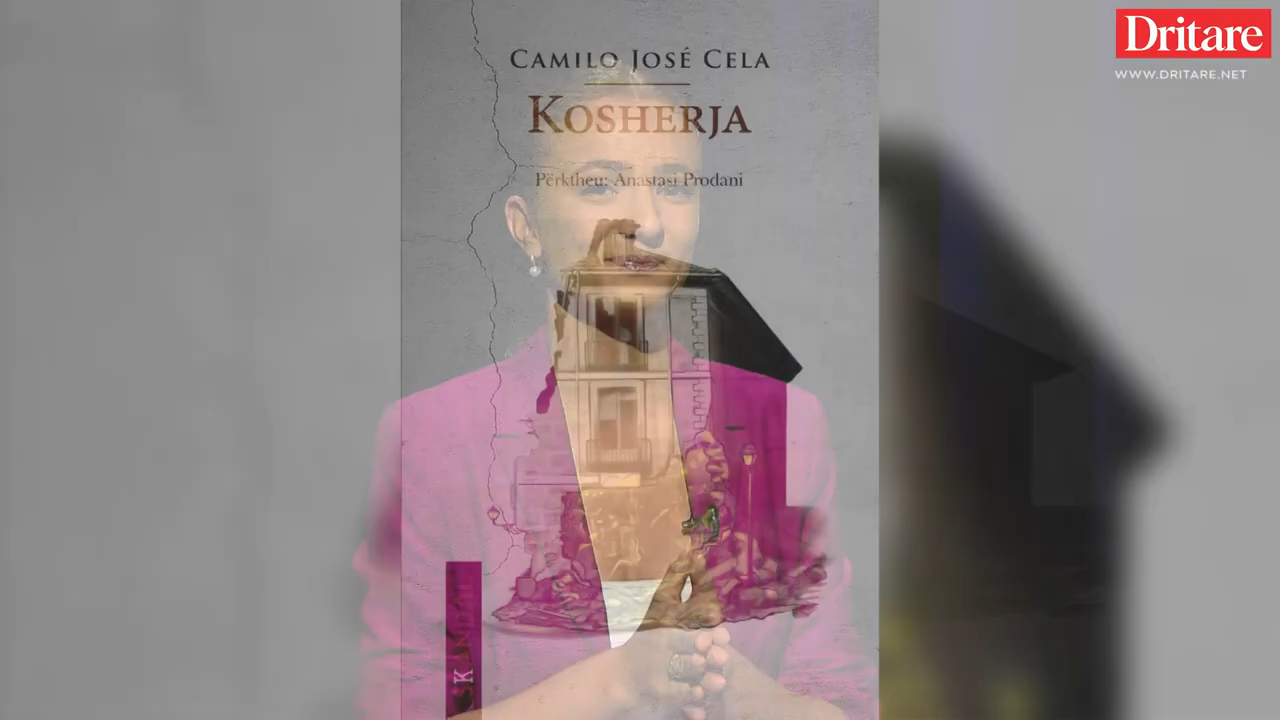 CAMILO JOSÉ CELA
KOSHERJA
Përktheu: Anastasi Prodani
K
Dritare
WWW.DRITARE.NET